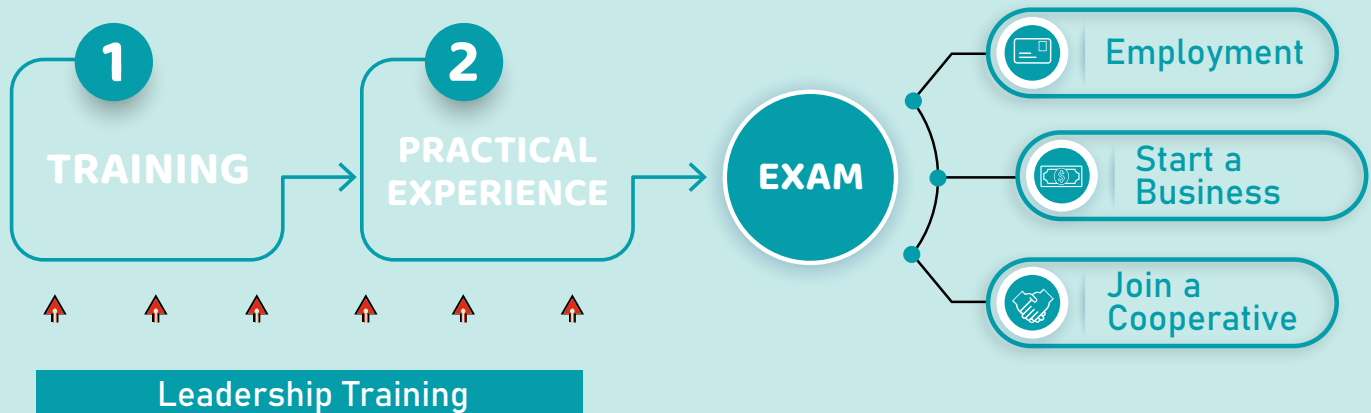 1
TRAINING
2
PRACTICAL
EXPERIENCE
EXAM
Employment
Start a
Business
Join a
Cooperative
Leadership Training